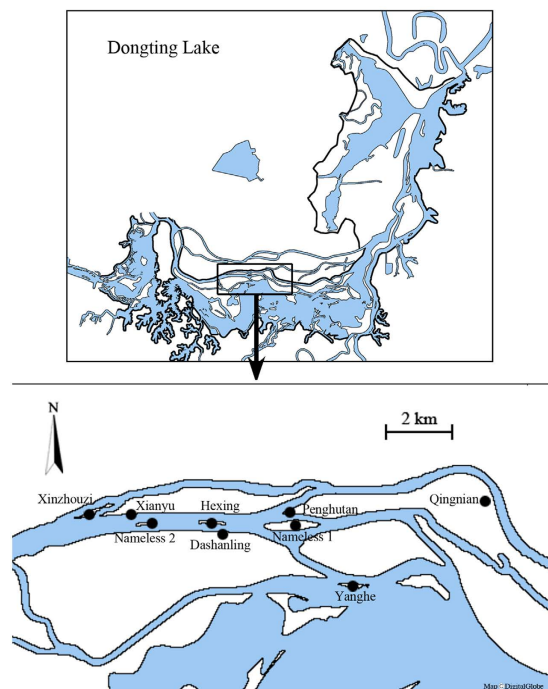 Dongting Lake
N
2 km
Xinzhouzi
Xianyu
Hexing
Penghutan
Qingnian
Nameless 2
Dashanling
Nameless 1
Yanghe
Map © DigitalGlobe